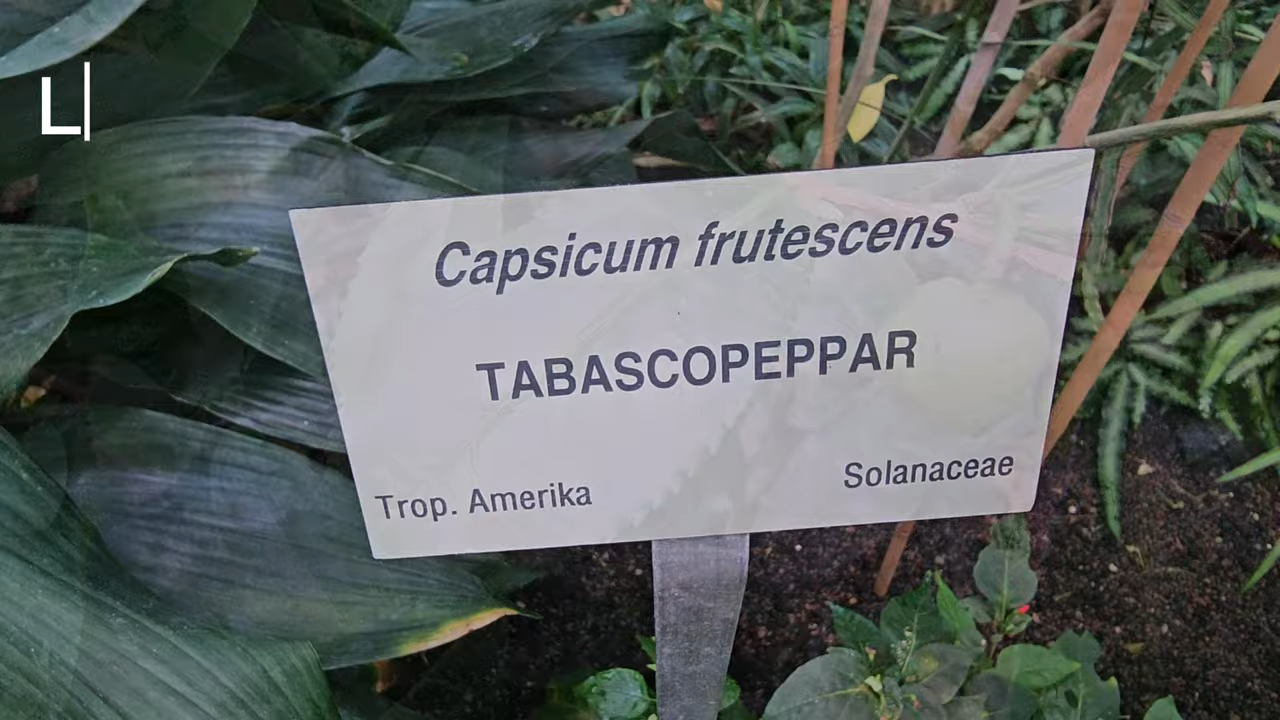 L
Capsicum frutescens
TABASCOPEPPAR
Trop. Amerika
Solanaceae